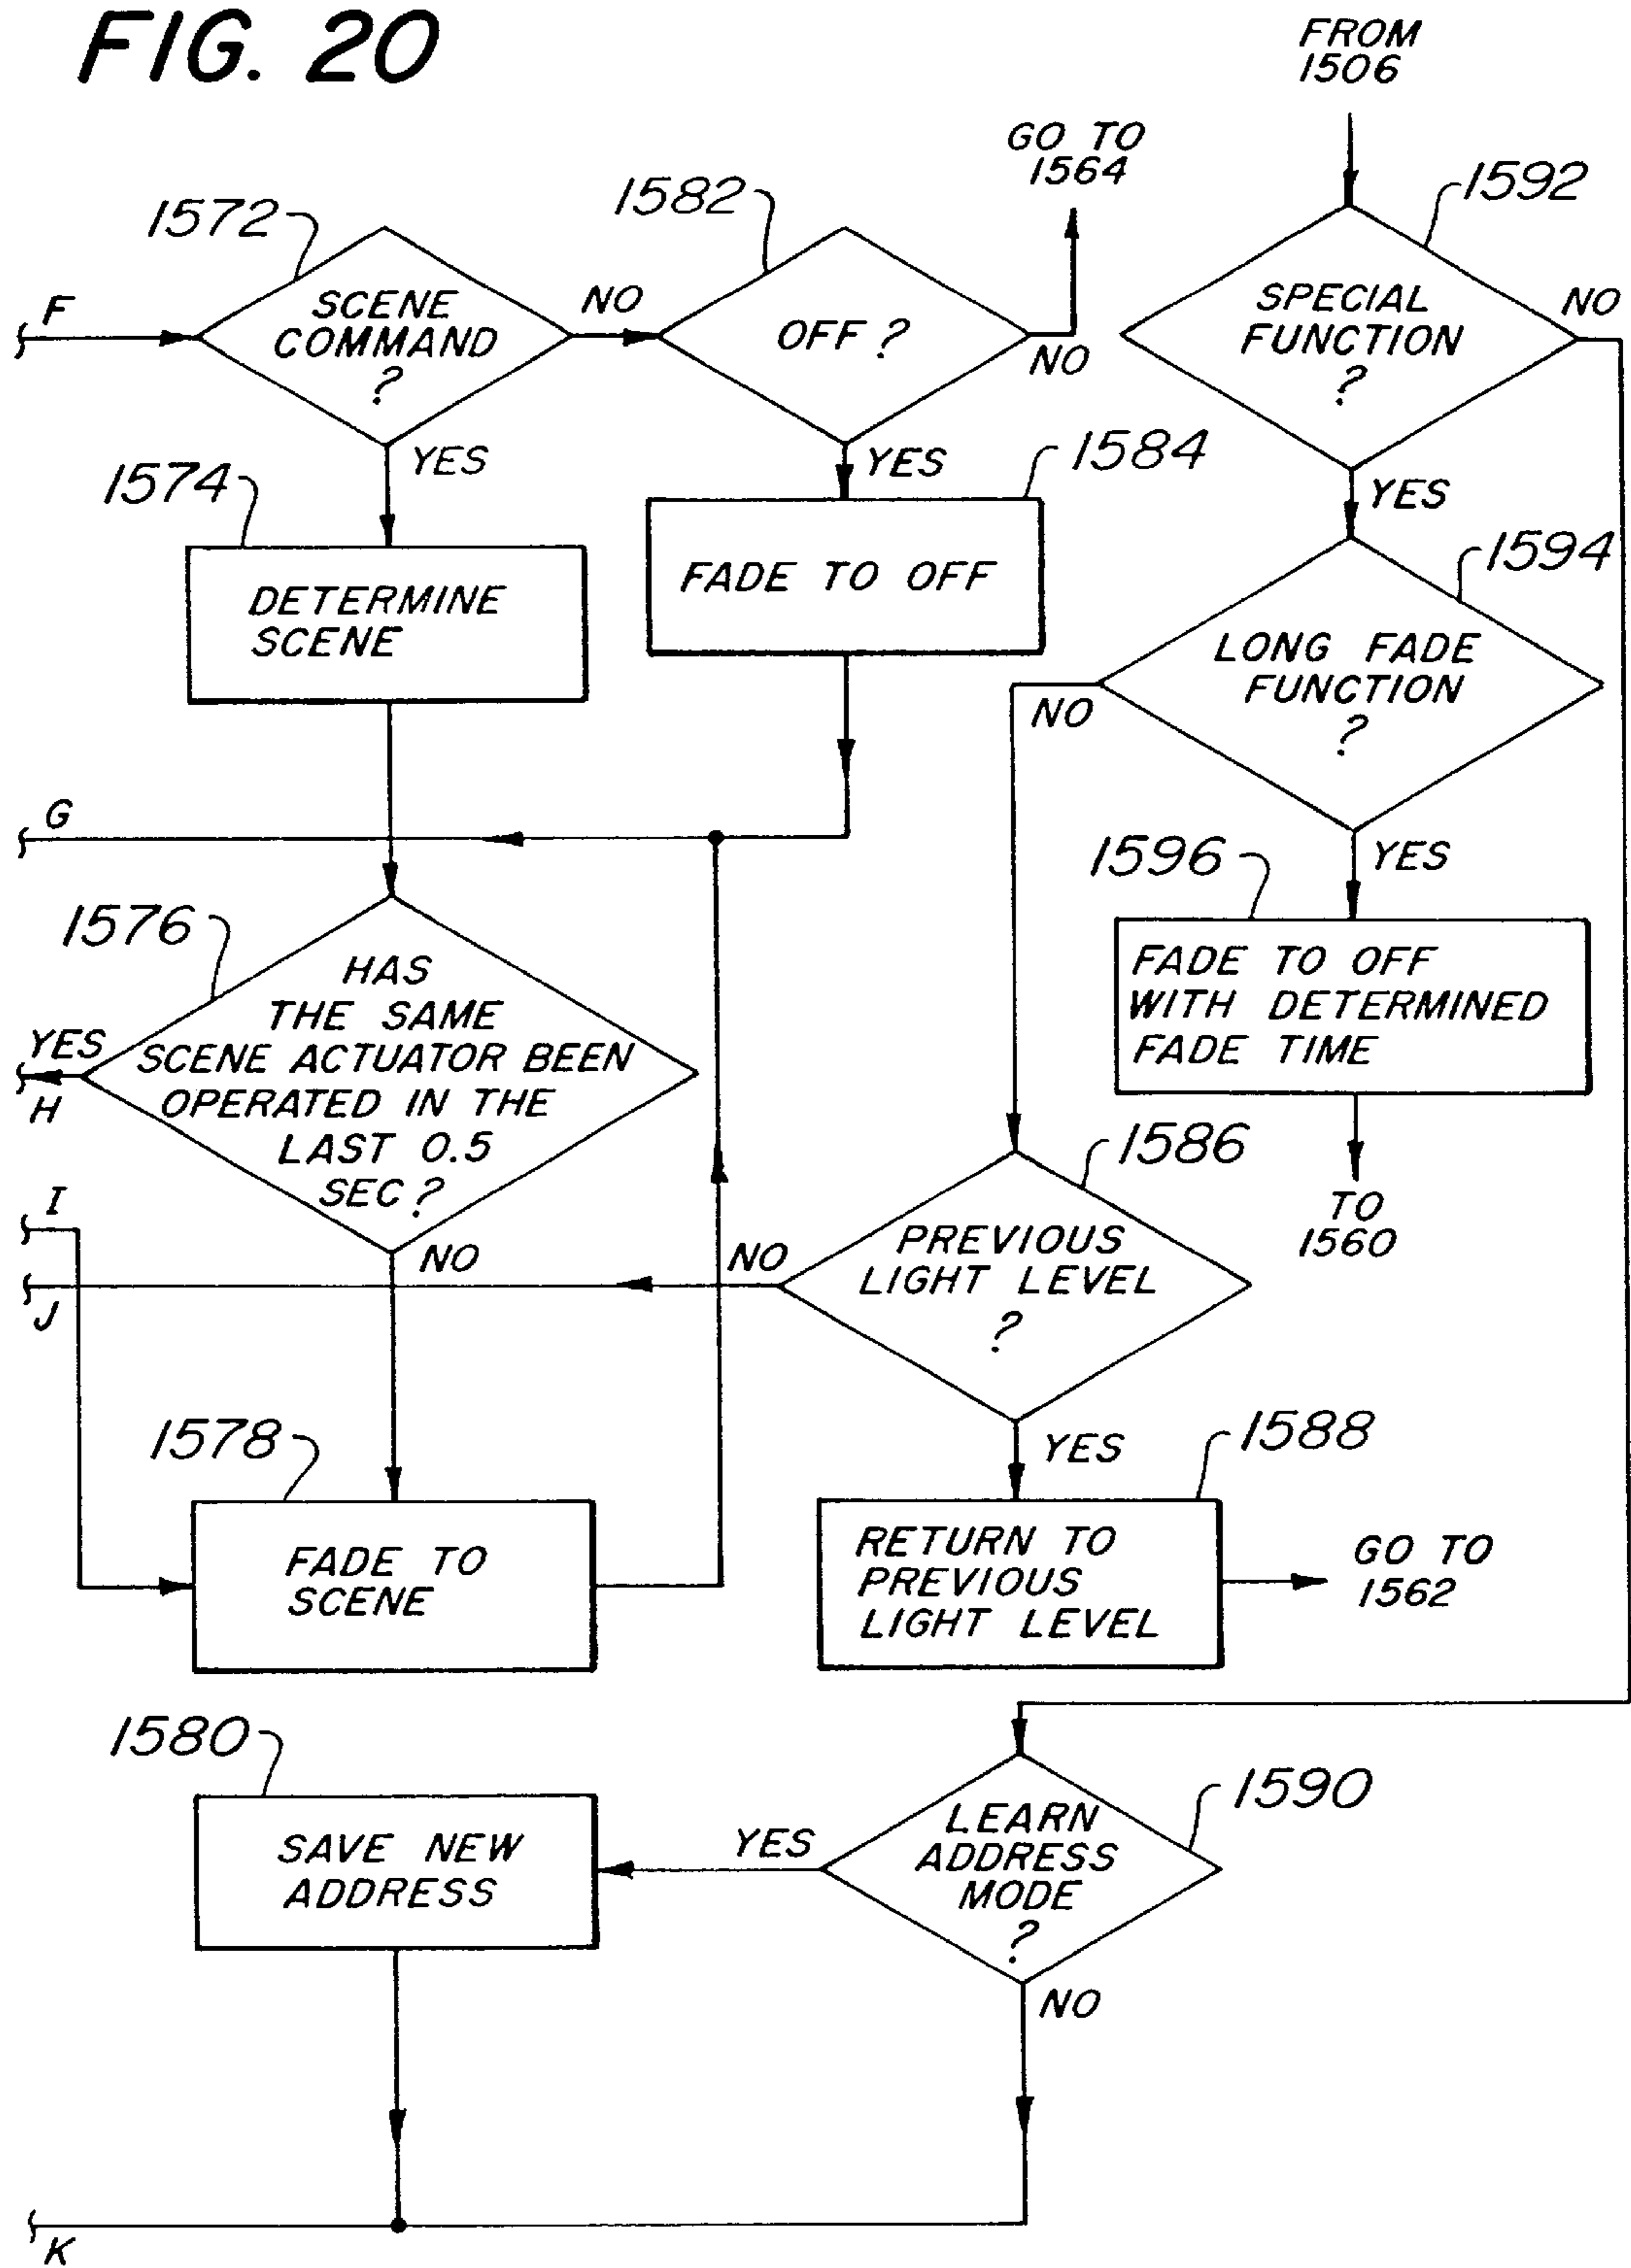 FIG. 20
FROM
1506
GO TO
1564
1572
1582
1592
F
SCENE
COMMAND
?
NO
OFF ?
NO
SPECIAL
FUNCTION
?
NO
YES
YES
YES
1574
1584
1594
DETERMINE
SCENE
FADE TO OFF
LONG FADE
FUNCTION
?
NO
YES
G
1576
1596
HAS
THE SAME
SCENE ACTUATOR BEEN
OPERATED IN THE
LAST 0.5
SEC ?
YES
H
FADE TO OFF
WITH DETERMINED
FADE TIME
TO
1560
I
NO
J
1586
PREVIOUS
LIGHT LEVEL
?
NO
YES
1578
1588
FADE TO
SCENE
RETURN TO
PREVIOUS
LIGHT LEVEL
GO TO
1562
1580
1590
SAVE NEW
ADDRESS
YES
LEARN
ADDRESS
MODE
?
NO
K